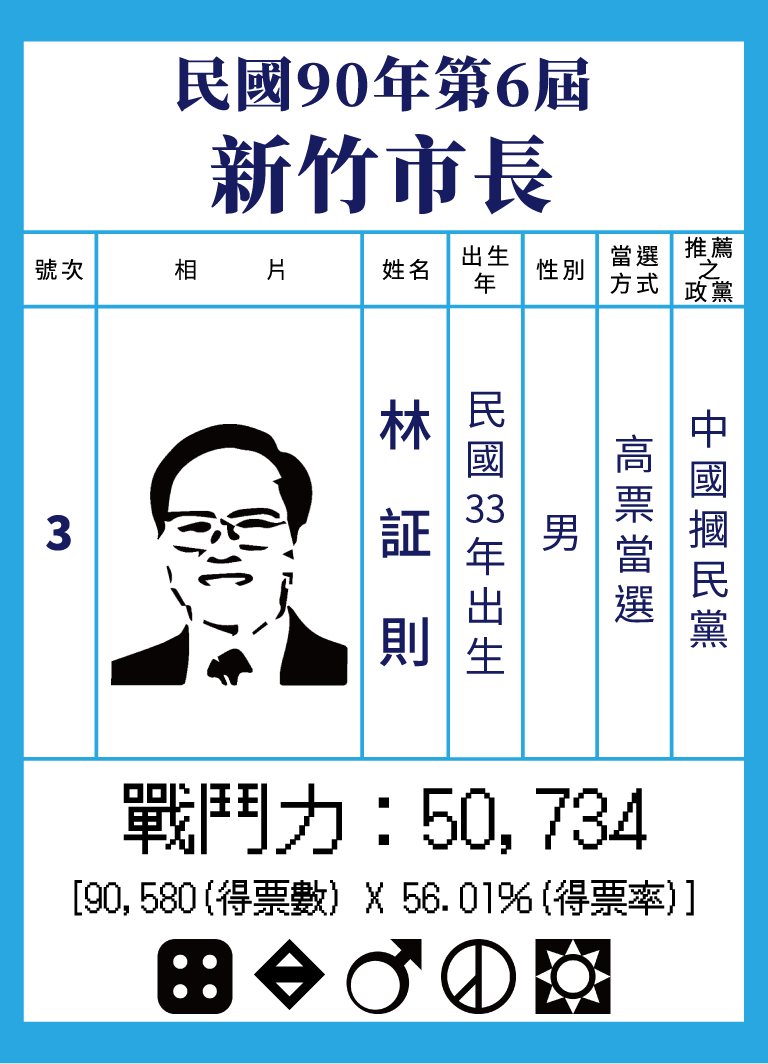 民國90年第6屆
新竹市長
號次
相片
姓名
出生
年
性別
當選
方式
推薦
之
政黨
3
林証則
民國33年出生
男
高票當選
中國摑民黨
戰鬥力：50,734
[90,580(得票數) X 56.01%(得票率)]